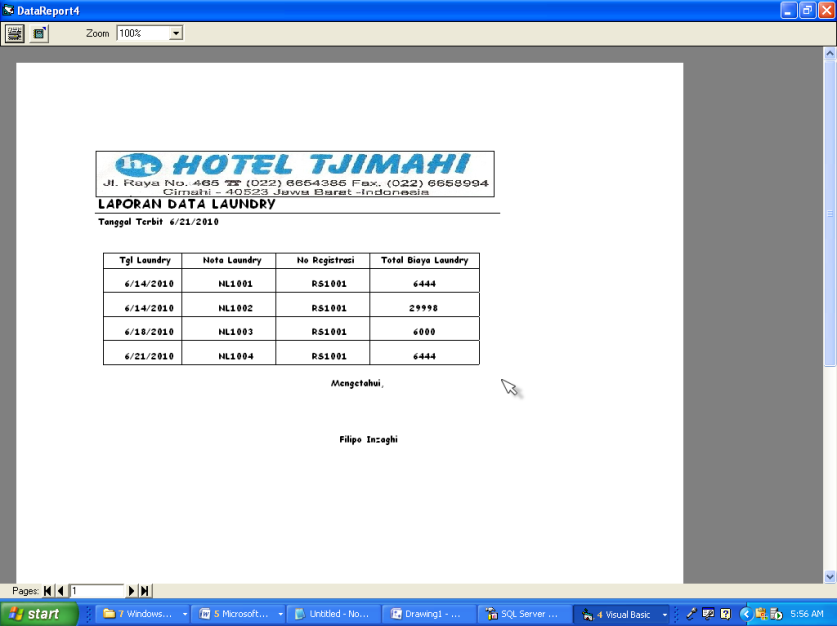 DataReport4
Zoom 100%
ht HOTEL TJIMAHI
Jl. Raya No. 465 ☎ (022) 6654385 Fax. (022) 6658994
Cimahi - 40523 Jawa Barat -Indonesia
LAPORAN DATA LAUNDRY
Tanggal Terbit 6/21/2010
Tgl Laundry Nota Laundry No Registrasi Total Biaya Laundry
6/14/2010 NL1001 RS1001 6444
6/14/2010 NL1002 RS1001 29998
6/18/2010 NL1003 RS1001 6000
6/21/2010 NL1004 RS1001 6444
Mengetahui,
Filipo Inzaghi
Pages: 1
start 7 Windows... 5 Microsoft... Untitled - No... Drawing1 - ... SQL Server ... 4 Visual Basic 5:56 AM